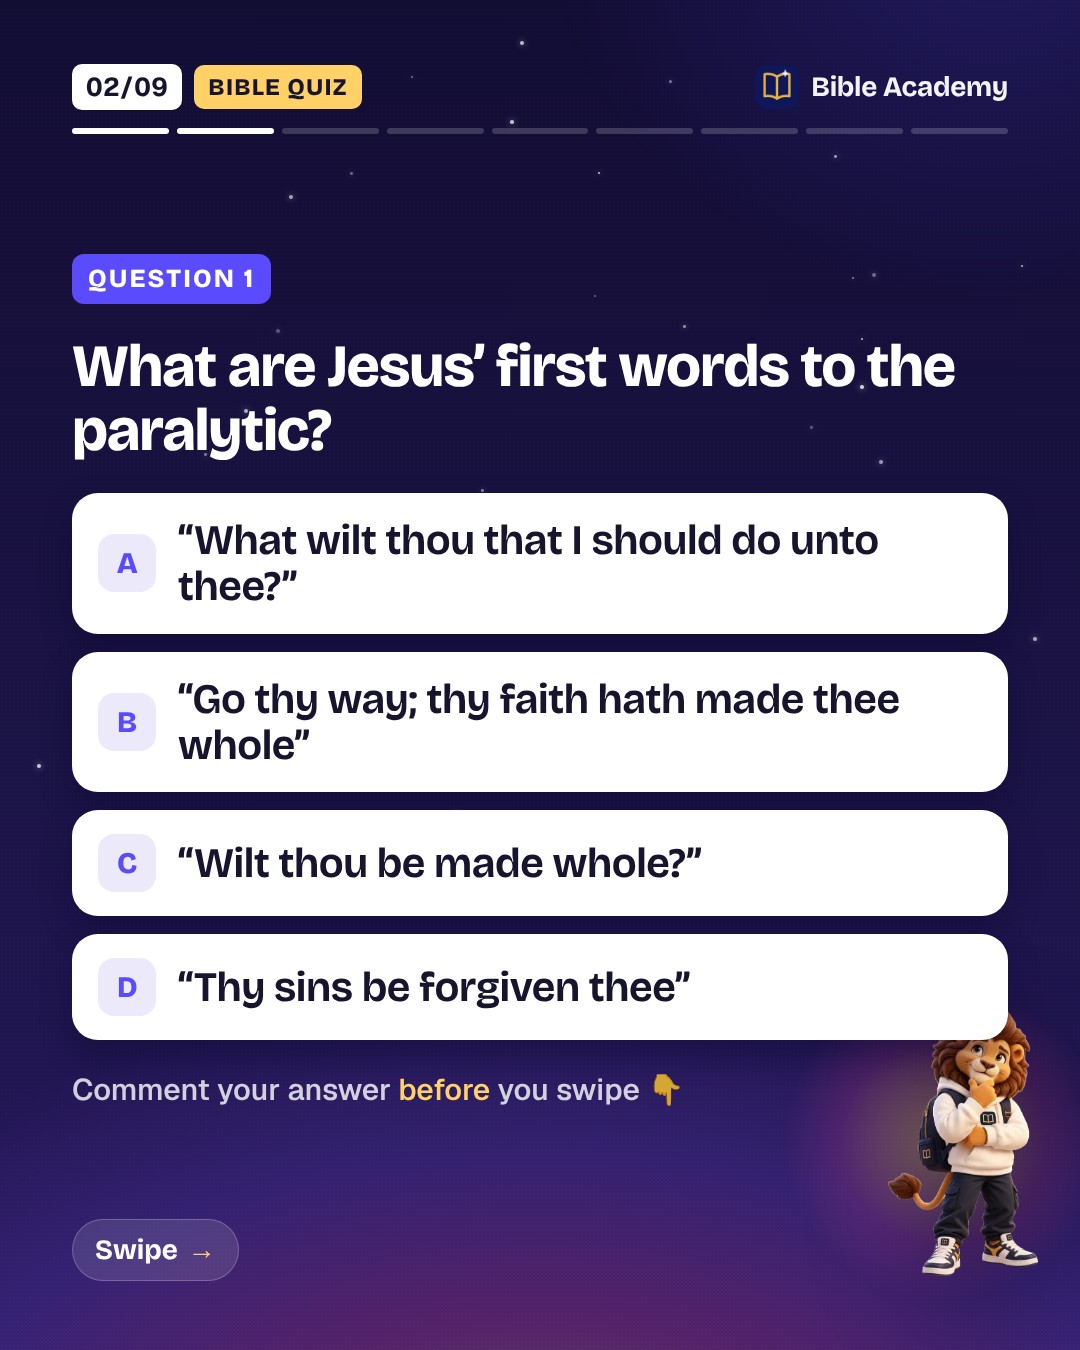 02/09
BIBLE QUIZ
Bible Academy
QUESTION 1
What are Jesus’ first words to the
paralytic?
A
“What wilt thou that I should do unto
thee?”
B
“Go thy way; thy faith hath made thee
whole”
C
“Wilt thou be made whole?”
D
“Thy sins be forgiven thee”
Comment your answer before you swipe 👇
Swipe →